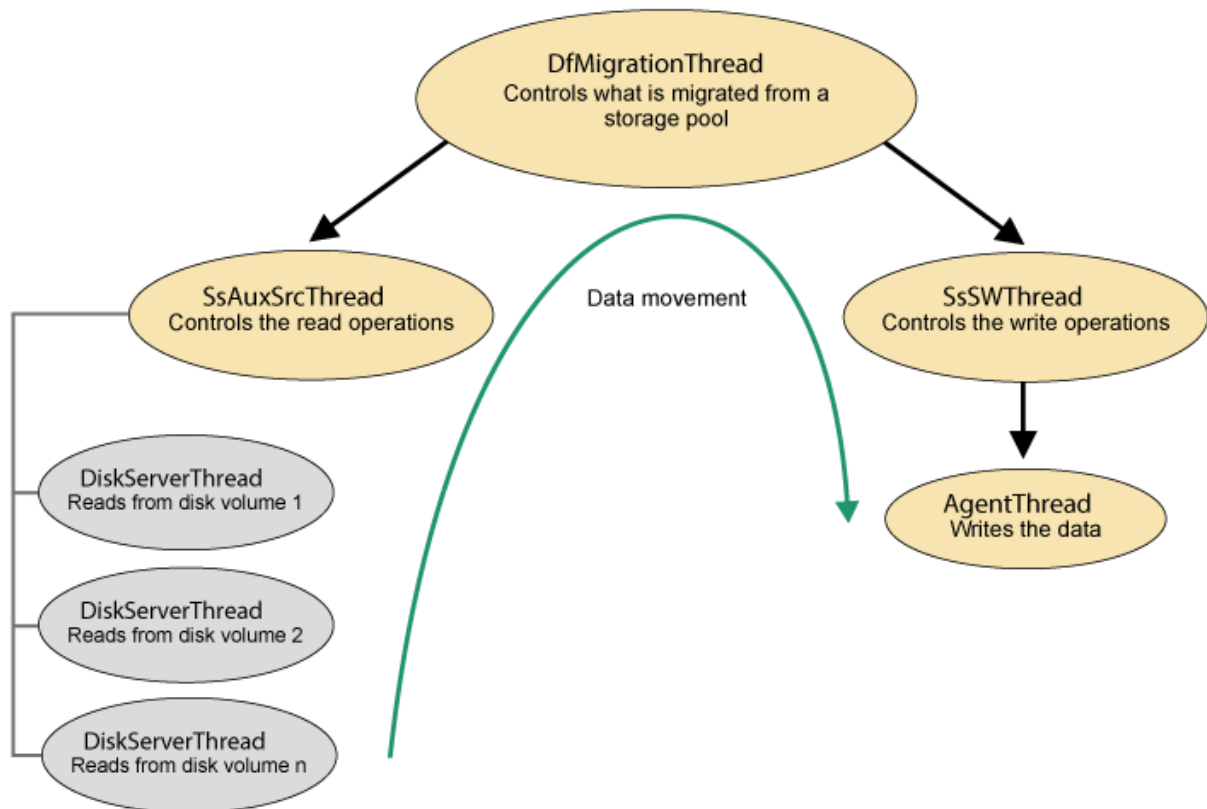 DfMigrationThread
Controls what is migrated from a
storage pool
SsAuxSrcThread
Controls the read operations
Data movement
SsSWThread
Controls the write operations
DiskServerThread
Reads from disk volume 1
AgentThread
Writes the data
DiskServerThread
Reads from disk volume 2
DiskServerThread
Reads from disk volume n